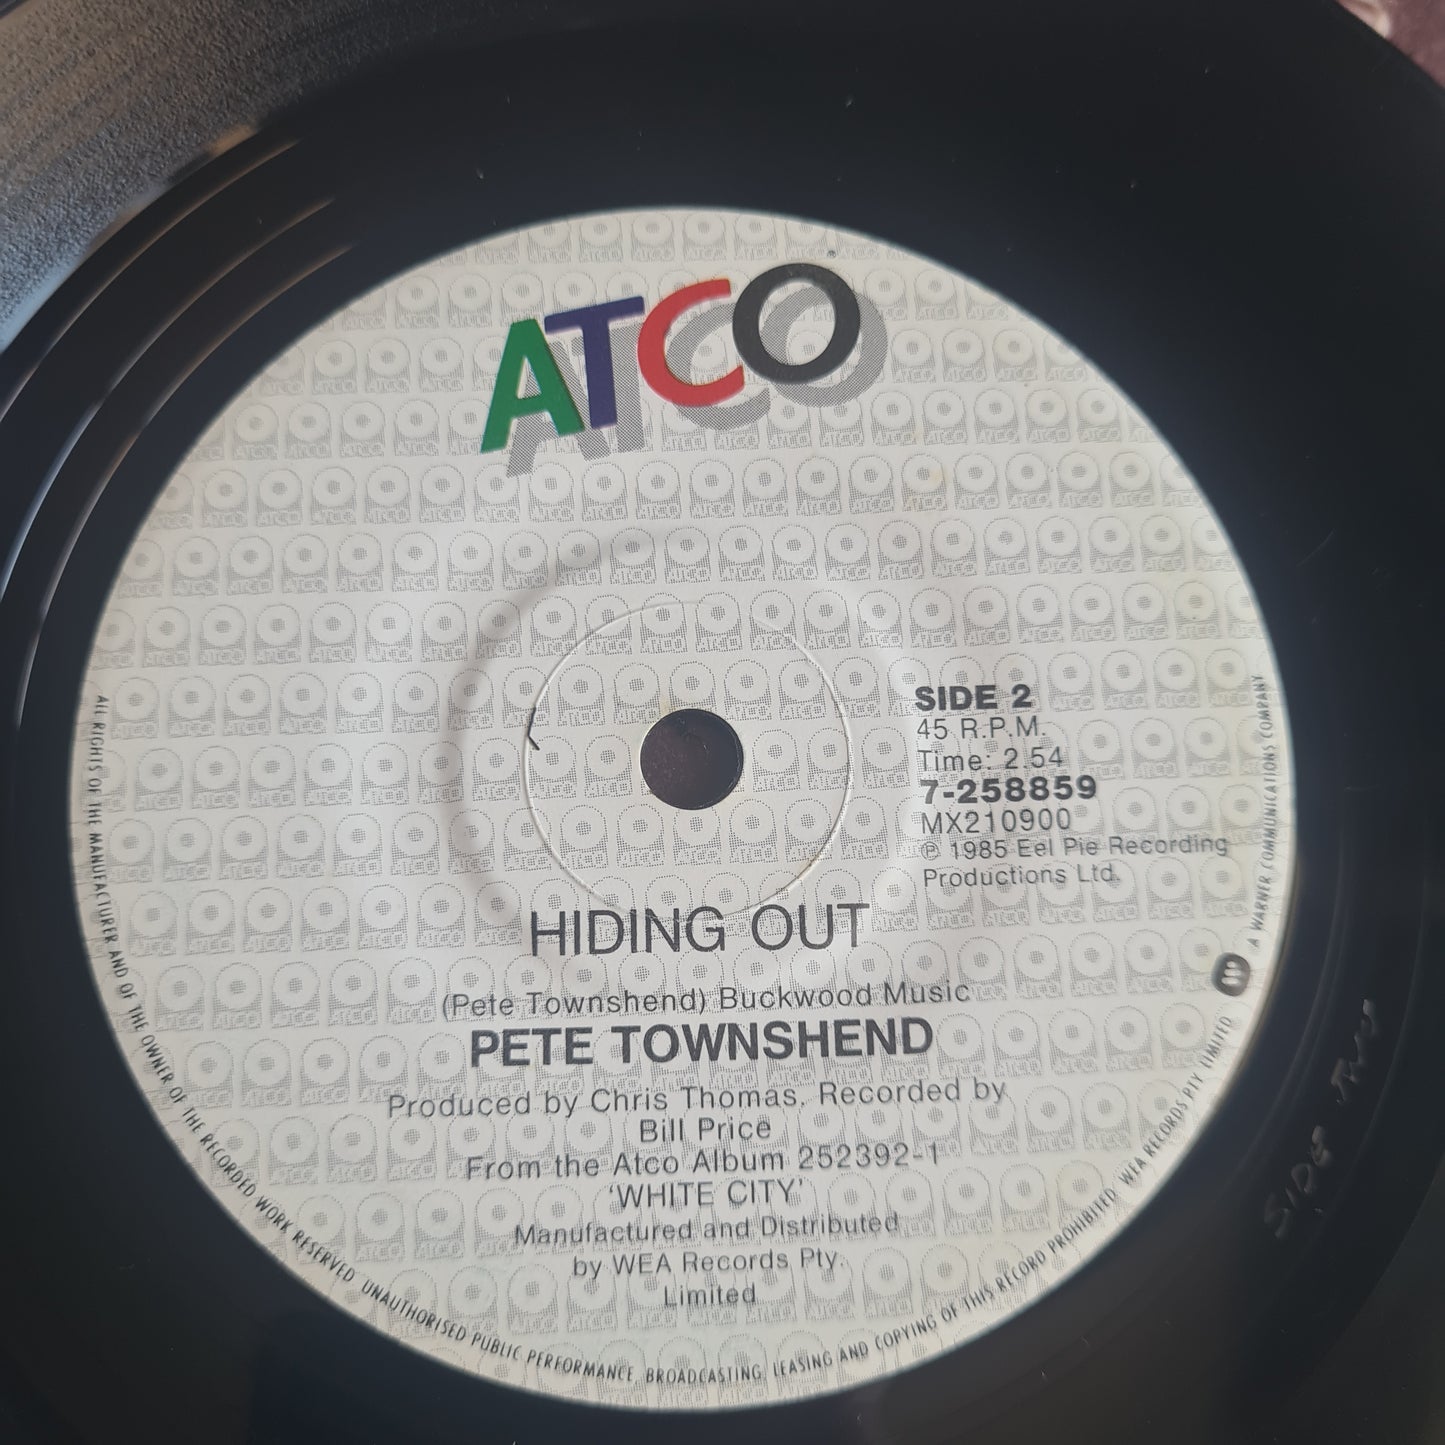 ATCO
SIDE 2
45 R.P.M.
Time: 2.54
7-258859
MX210900
℗ 1985 Eel Pie Recording
Productions Ltd.
HIDING OUT
(Pete Townshend) Buckwood Music
PETE TOWNSHEND
Produced by Chris Thomas. Recorded by
Bill Price
From the Atco Album 252392-1
'WHITE CITY'
Manufactured and Distributed
by WEA Records Pty.
Limited
ALL RIGHTS OF THE MANUFACTURER AND OF THE OWNER OF THE RECORDED WORK RESERVED UNAUTHORISED PUBLIC PERFORMANCE, BROADCASTING, LEASING AND COPYING OF THIS RECORD PROHIBITED WEA RECORDS PTY LIMITED A WARNER COMMUNICATIONS COMPANY
SIDE TWO